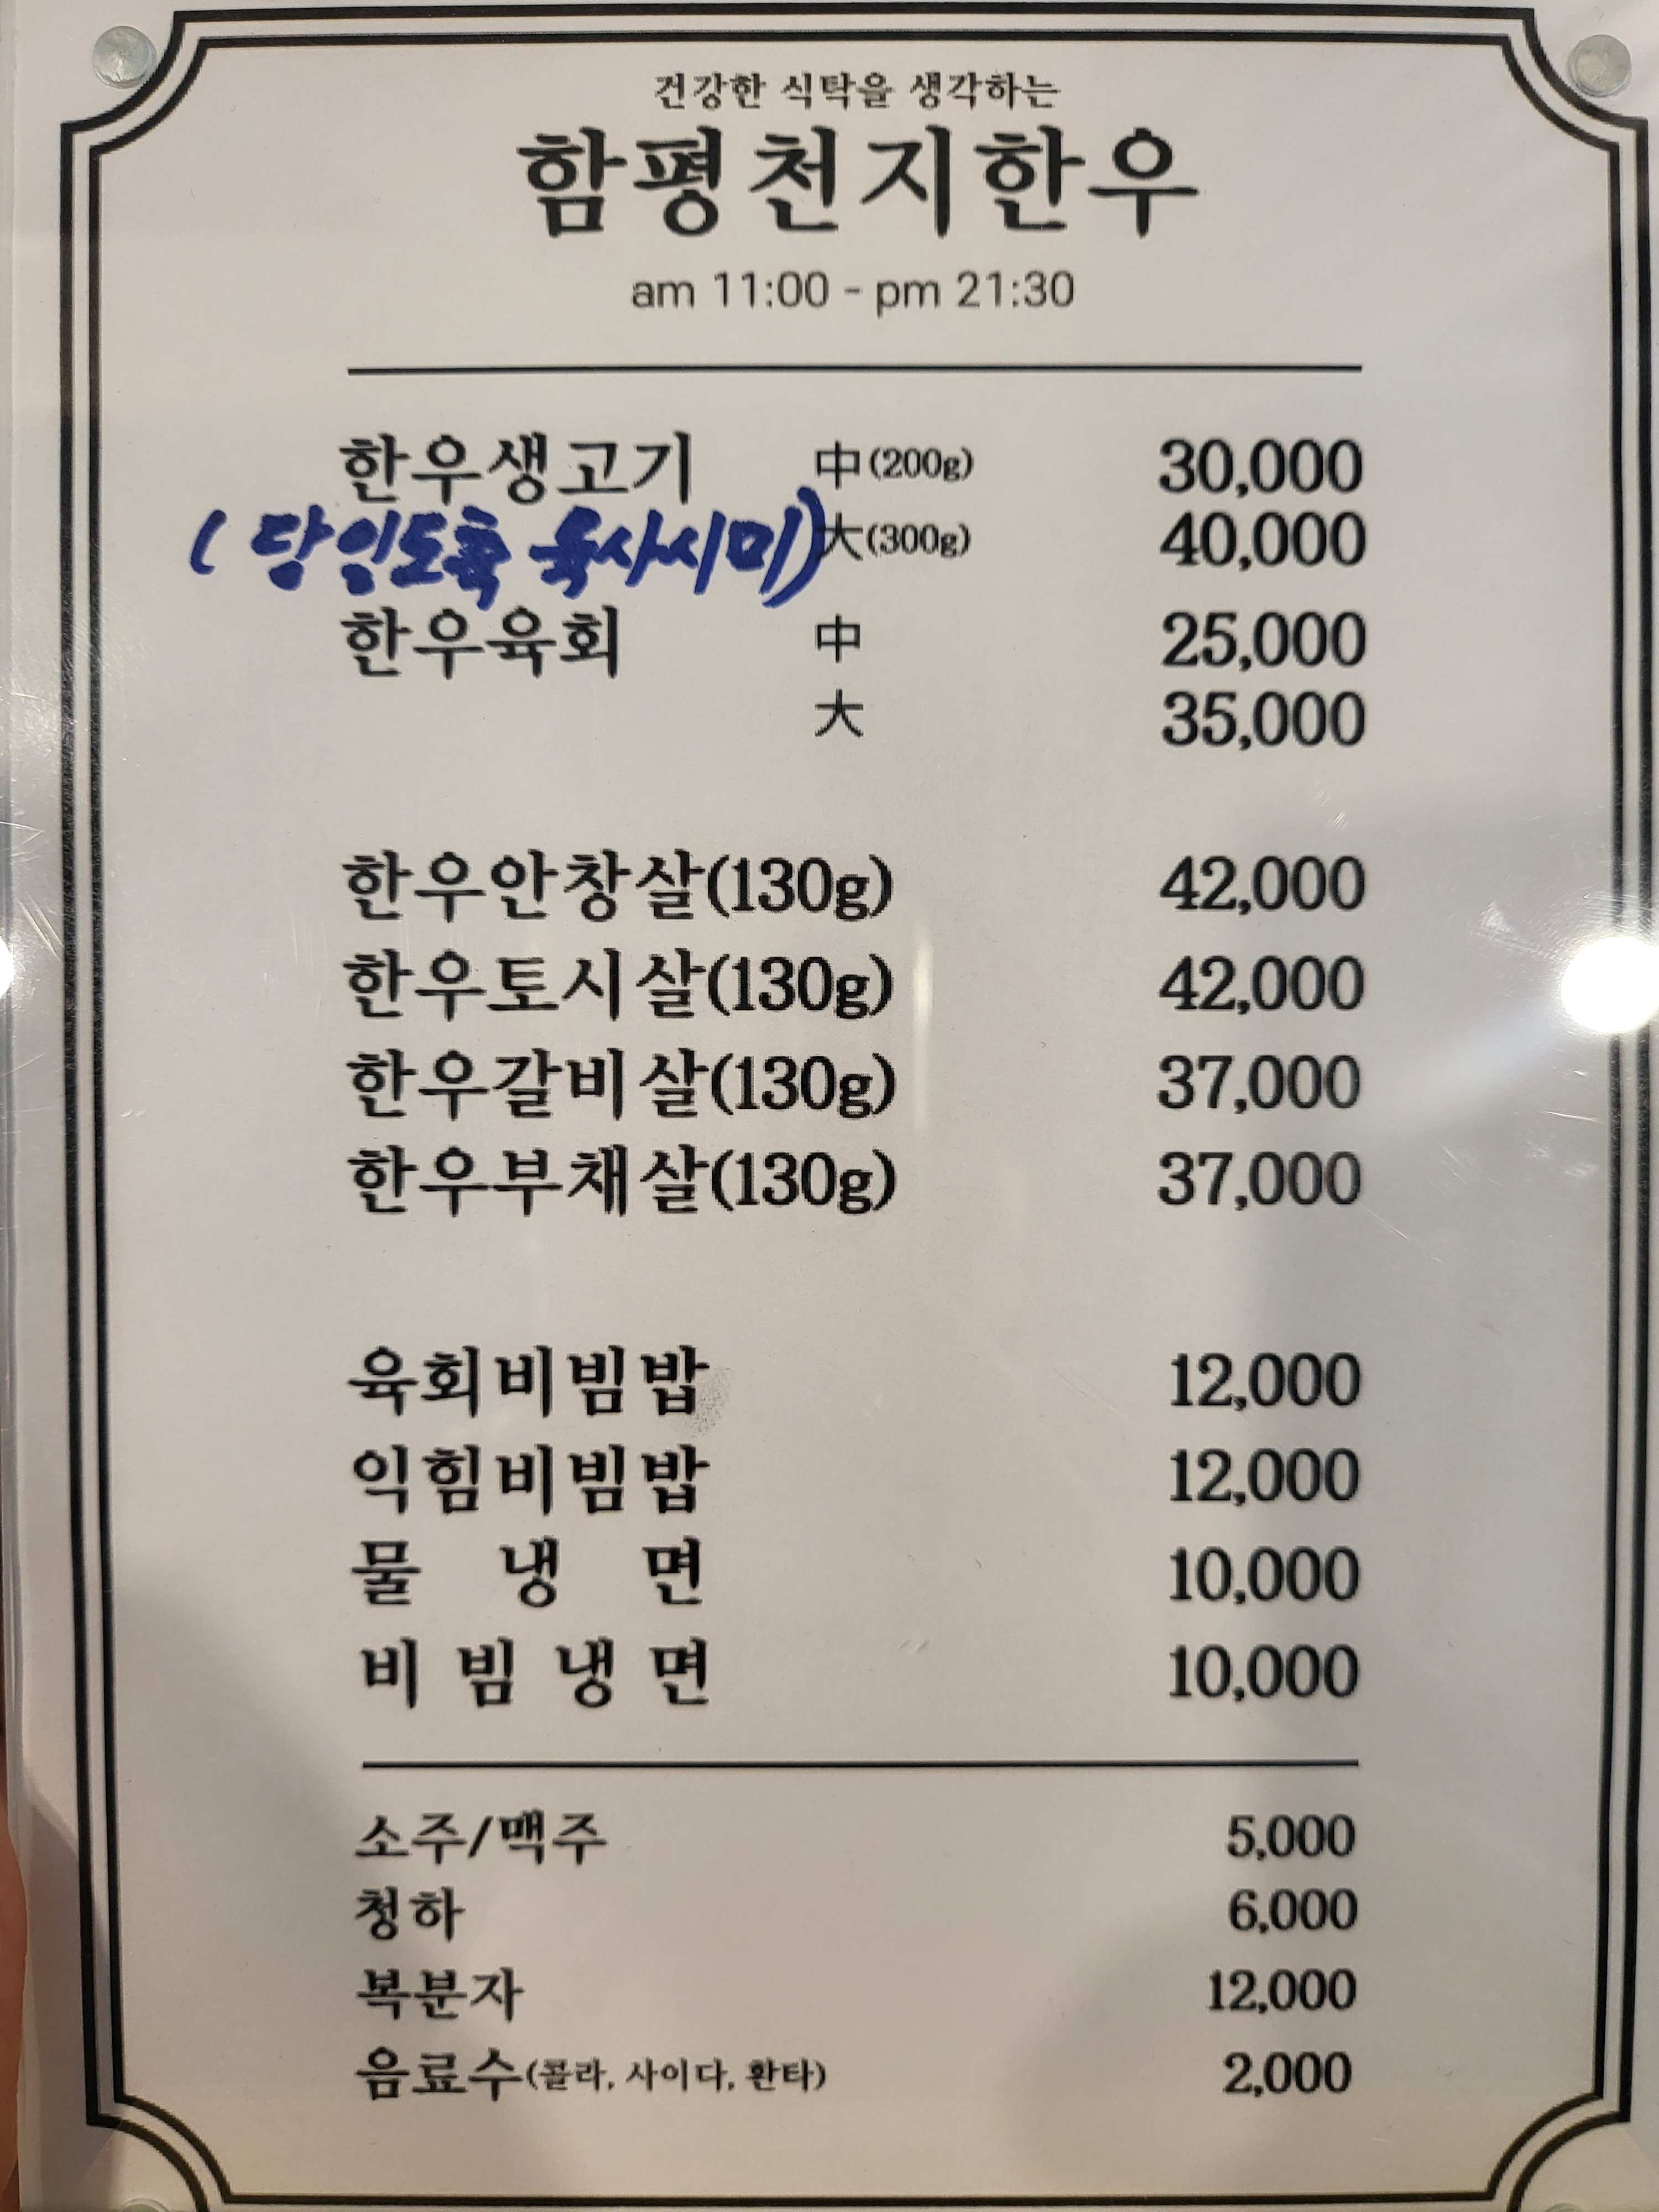 건강한 식탁을 생각하는
함평천지한우
am 11:00 - pm 21:30
한우생고기 中(200g) 30,000
(당일도축 육사시미) 大(300g) 40,000
한우육회 中 25,000
大 35,000
한우안창살(130g) 42,000
한우토시살(130g) 42,000
한우갈비살(130g) 37,000
한우부채살(130g) 37,000
육회비빔밥 12,000
익힘비빔밥 12,000
물 냉 면 10,000
비 빔 냉 면 10,000
소주/맥주 5,000
청하 6,000
복분자 12,000
음료수(콜라, 사이다, 환타) 2,000